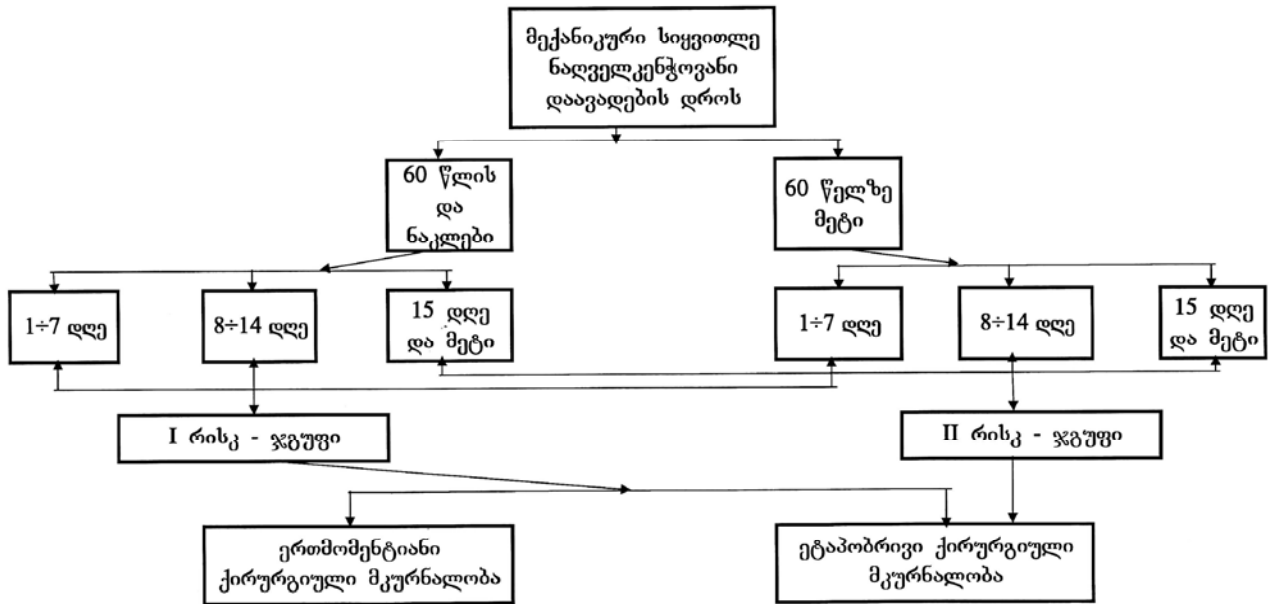 მექანიკური სიყვითლე
ნაღველკენჭოვანი
დაავადების დროს
60 წლის
და
ნაკლები
60 წელზე
მეტი
1÷7 დღე
8÷14 დღე
15 დღე
და მეტი
1÷7 დღე
8÷14 დღე
15 დღე
და მეტი
I რისკ - ჯგუფი
II რისკ - ჯგუფი
ერთმომენტიანი
ქირურგიული მკურნალობა
ეტაპობრივი ქირურგიული
მკურნალობა